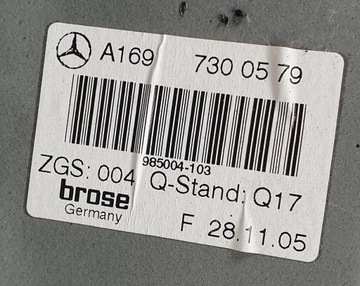 A169 730 05 79
985004-103
ZGS: 004 Q-Stand: Q17
brose
Germany
F 28.11.05